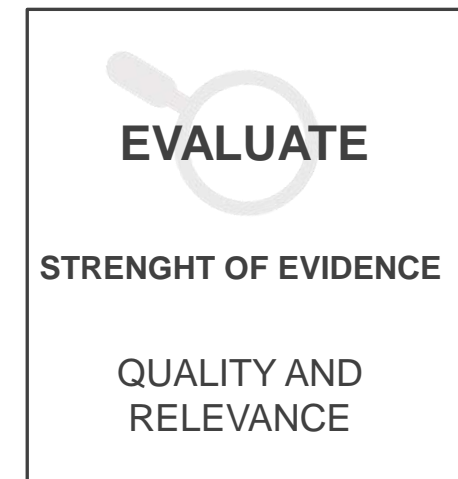 EVALUATE
STRENGHT OF EVIDENCE
QUALITY AND
RELEVANCE